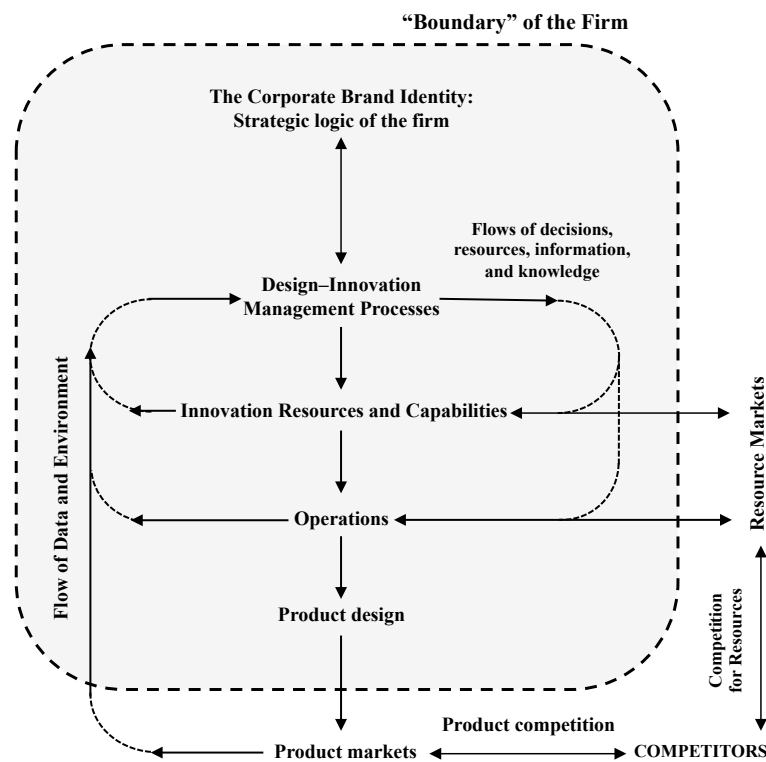 “Boundary” of the Firm
The Corporate Brand Identity:
Strategic logic of the firm
Flows of decisions,
resources, information,
and knowledge
Design–Innovation
Management Processes
Flow of Data and Environment
Innovation Resources and Capabilities
Resource Markets
Operations
Product design
Competition
for Resources
Product competition
Product markets
COMPETITORS